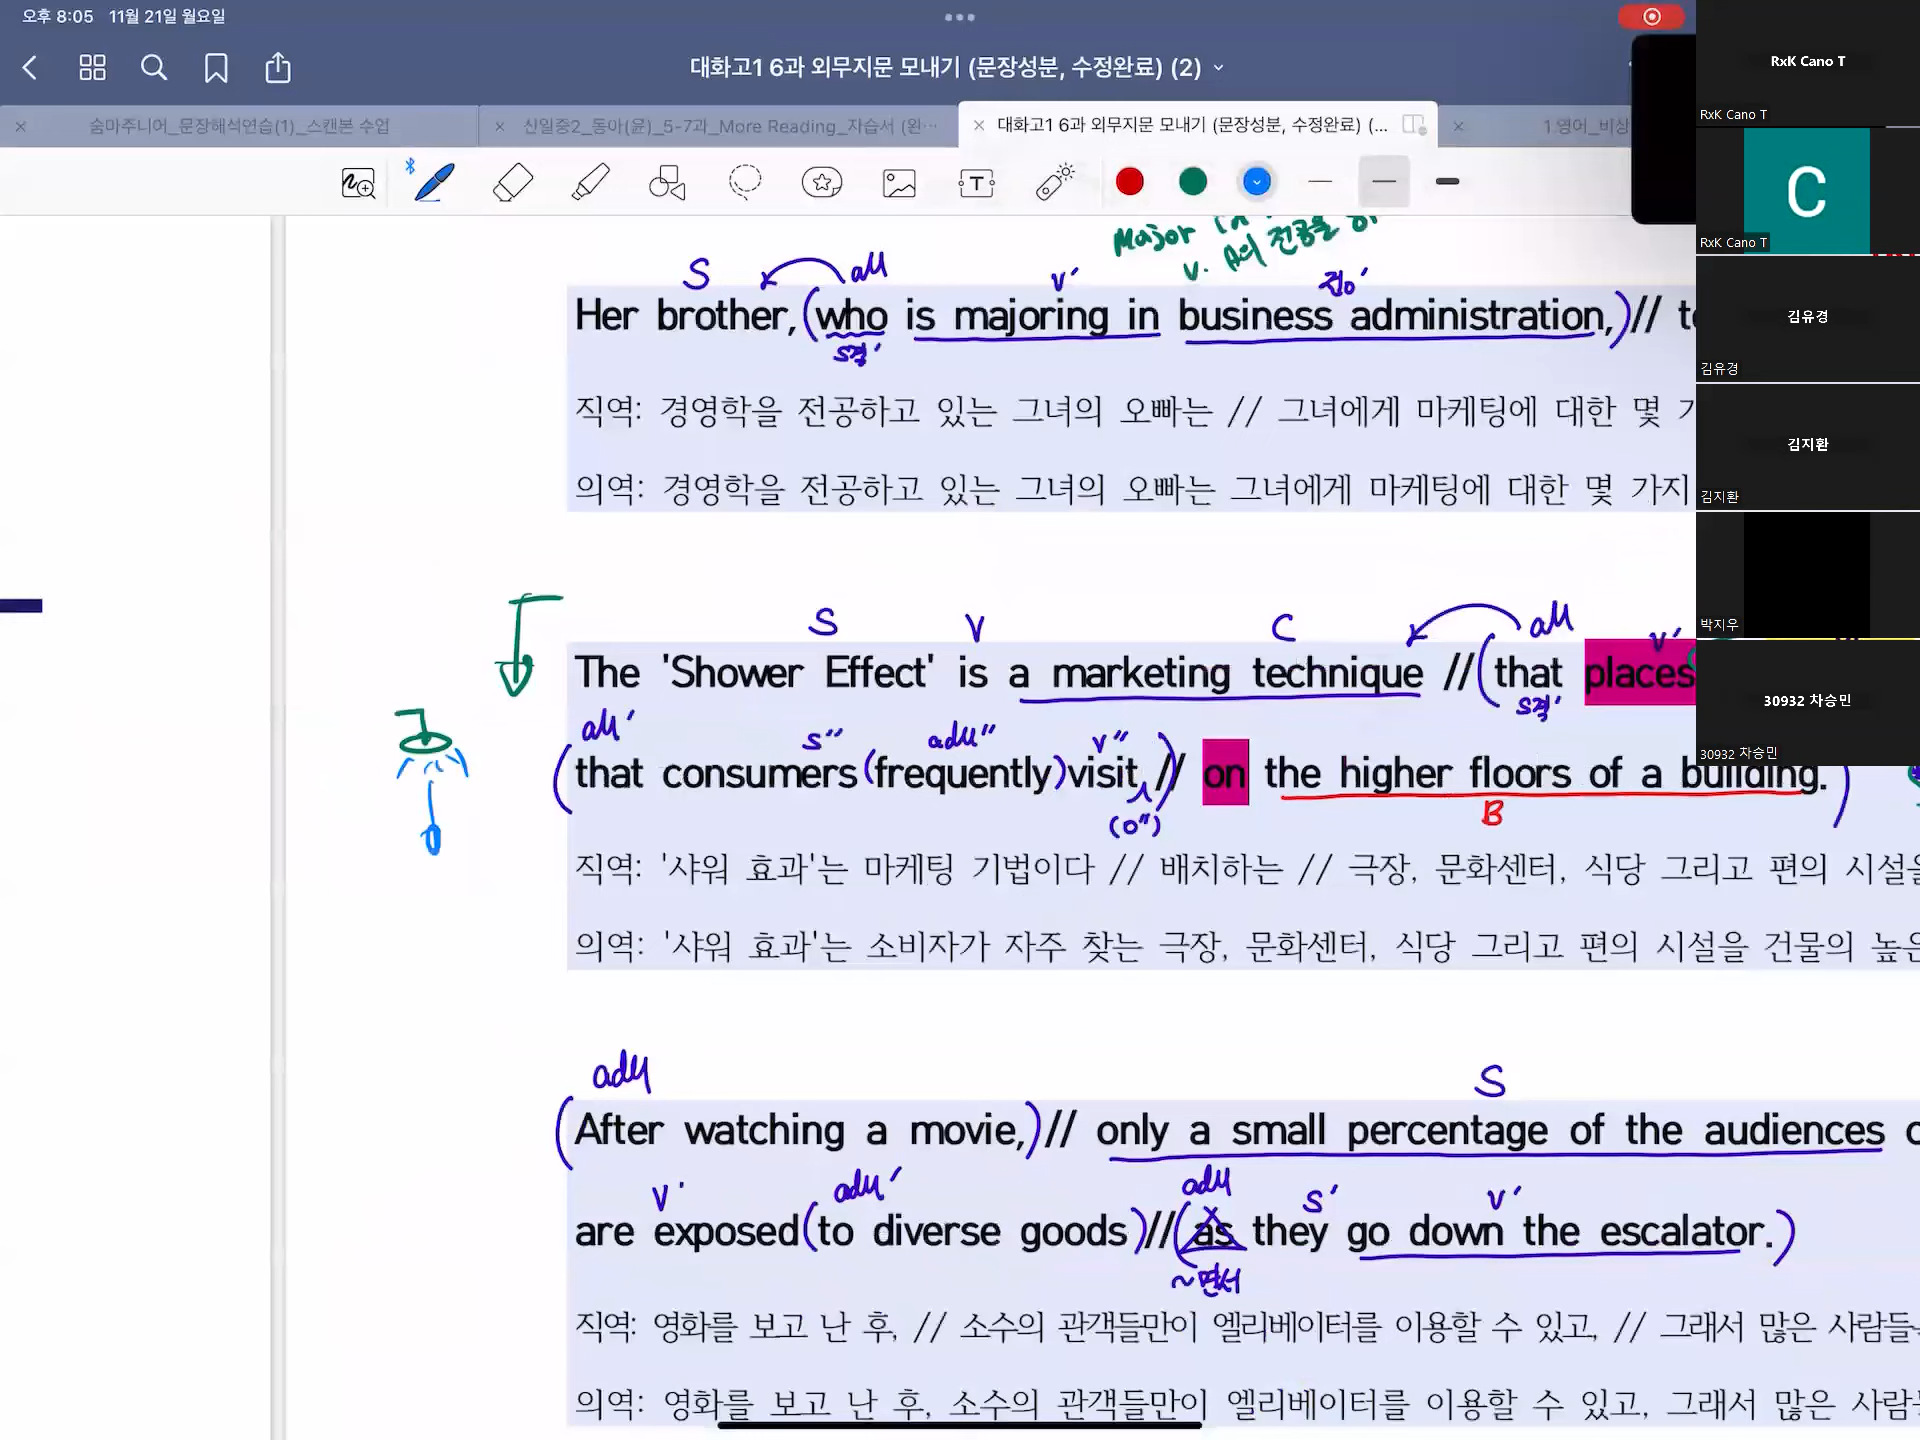 오후 8:05 11월 21일 월요일
대화고1 6과 외무지문 모내기 (문장성분, 수정완료) (2)
숨마주니어_문장해석연습(1)_스캔본 수업
신일중2_동아(윤)_5-7과_More Reading_자습서 (완...
대화고1 6과 외무지문 모내기 (문장성분, 수정완료) (...
1.영어_비상
Major
v. A의 전공을
S
v'
전o'
Her brother, (who is majoring in business administration,) //
S격'
직역: 경영학을 전공하고 있는 그녀의 오빠는 // 그녀에게 마케팅에 대한 몇
의역: 경영학을 전공하고 있는 그녀의 오빠는 그녀에게 마케팅에 대한 몇 가지
S V C
v'
The 'Shower Effect' is a marketing technique // (that places
S격'
s" v"
(that consumers (frequently) visit //) on the higher floors of a building.)
(o") B
직역: '샤워 효과'는 마케팅 기법이다 // 배치하는 // 극장, 문화센터, 식당 그리고 편의 시설을
의역: '샤워 효과'는 소비자가 자주 찾는 극장, 문화센터, 식당 그리고 편의 시설을 건물의 높은
S
(After watching a movie,) // only a small percentage of the audiences
v' s' v'
are exposed (to diverse goods) // (as they go down the escalator.)
~면서
직역: 영화를 보고 난 후, // 소수의 관객들만이 엘리베이터를 이용할 수 있고, // 그래서 많은 사람들
의역: 영화를 보고 난 후, 소수의 관객들만이 엘리베이터를 이용할 수 있고, 그래서 많은 사람
RxK Cano T
RxK Cano T
C
RxK Cano T
김유경
김유경
김지환
김지환
박지우
30932 차승민
30932 차승민